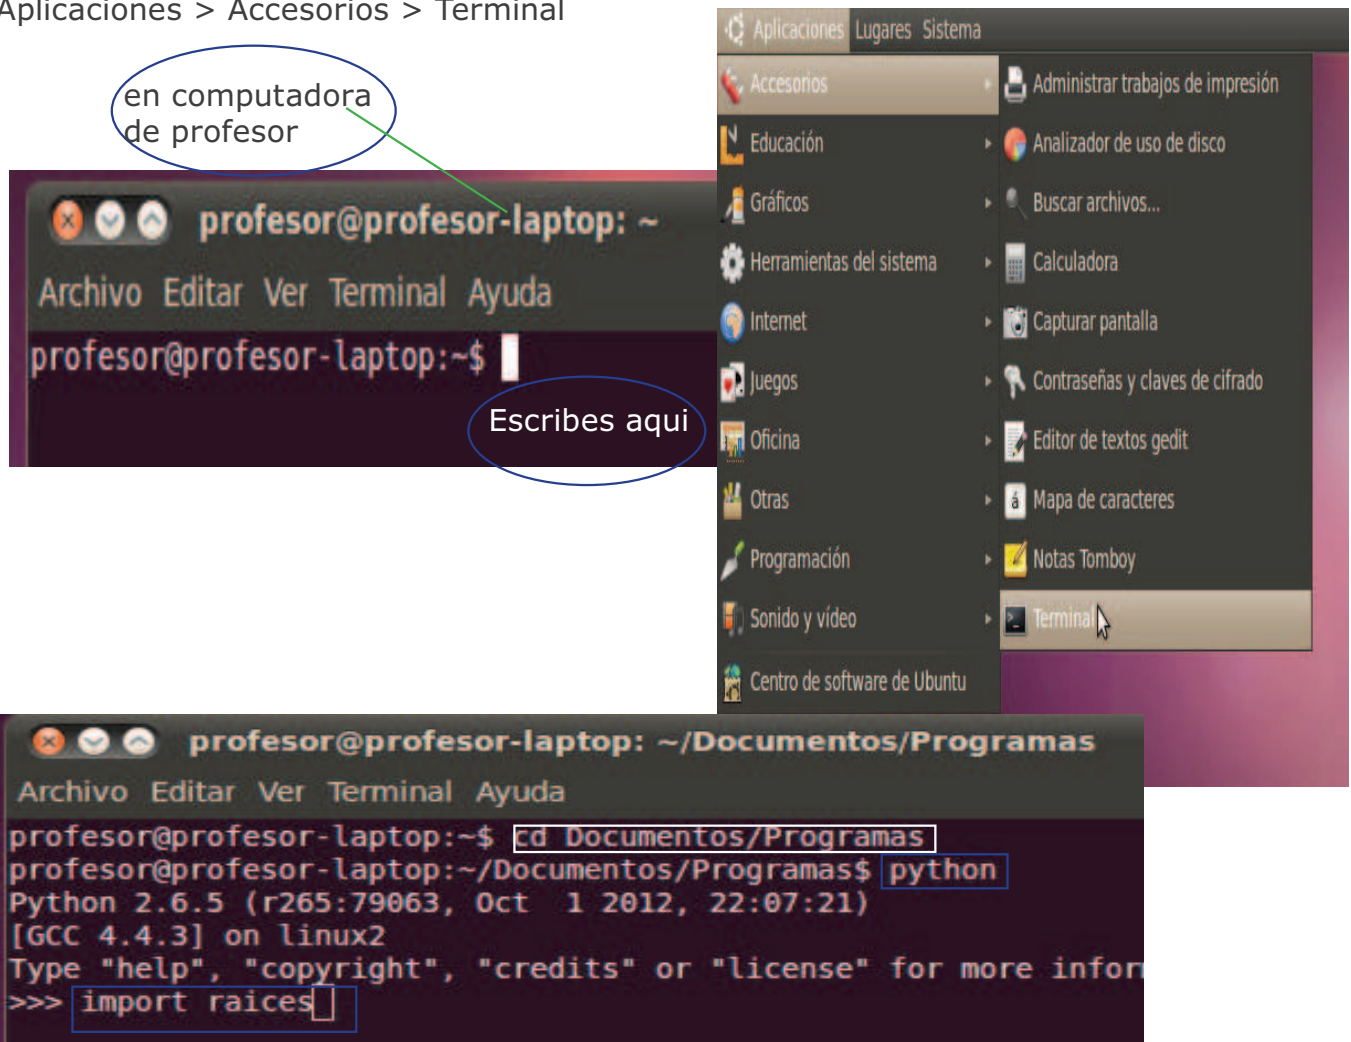 Aplicaciones > Accesorios > Terminal
en computadora
de profesor
profesor@profesor-laptop: ~
Archivo Editar Ver Terminal Ayuda
profesor@profesor-laptop:~$
Escribes aqui
Aplicaciones Lugares Sistema
Accesorios
Educación
Gráficos
Herramientas del sistema
Internet
Juegos
Oficina
Otras
Programación
Sonido y vídeo
Centro de software de Ubuntu
Administrar trabajos de impresión
Analizador de uso de disco
Buscar archivos...
Calculadora
Capturar pantalla
Contraseñas y claves de cifrado
Editor de textos gedit
Mapa de caracteres
Notas Tomboy
Terminal
profesor@profesor-laptop: ~/Documentos/Programas
Archivo Editar Ver Terminal Ayuda
profesor@profesor-laptop:~$ cd Documentos/Programas
profesor@profesor-laptop:~/Documentos/Programas$ python
Python 2.6.5 (r265:79063, Oct  1 2012, 22:07:21)
[GCC 4.4.3] on linux2
Type "help", "copyright", "credits" or "license" for more infor
>>> import raices